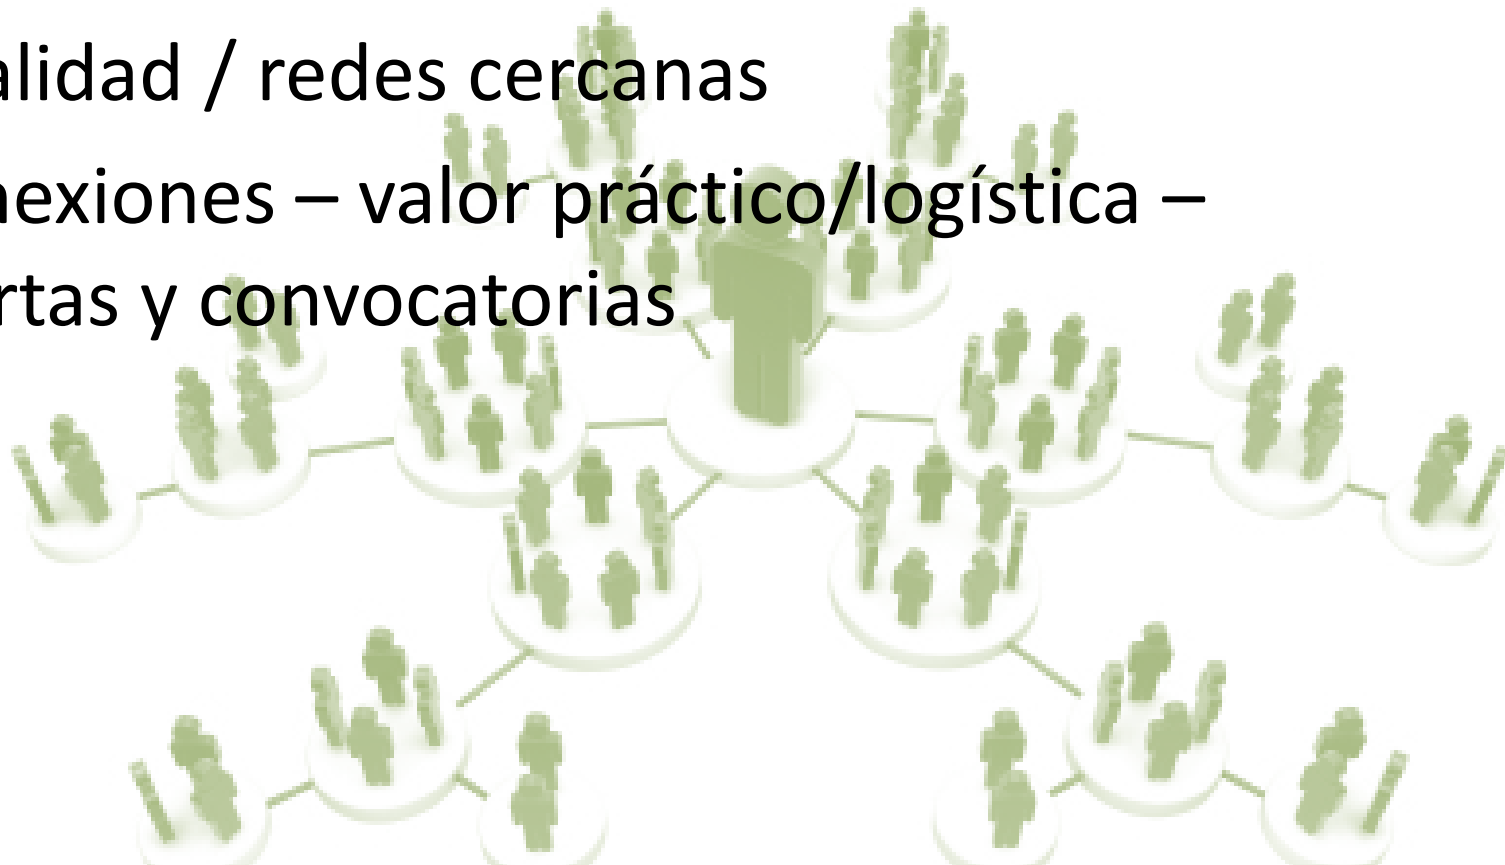 alidad / redes cercanas
nexiones – valor práctico/logística –
rtas y convocatorias